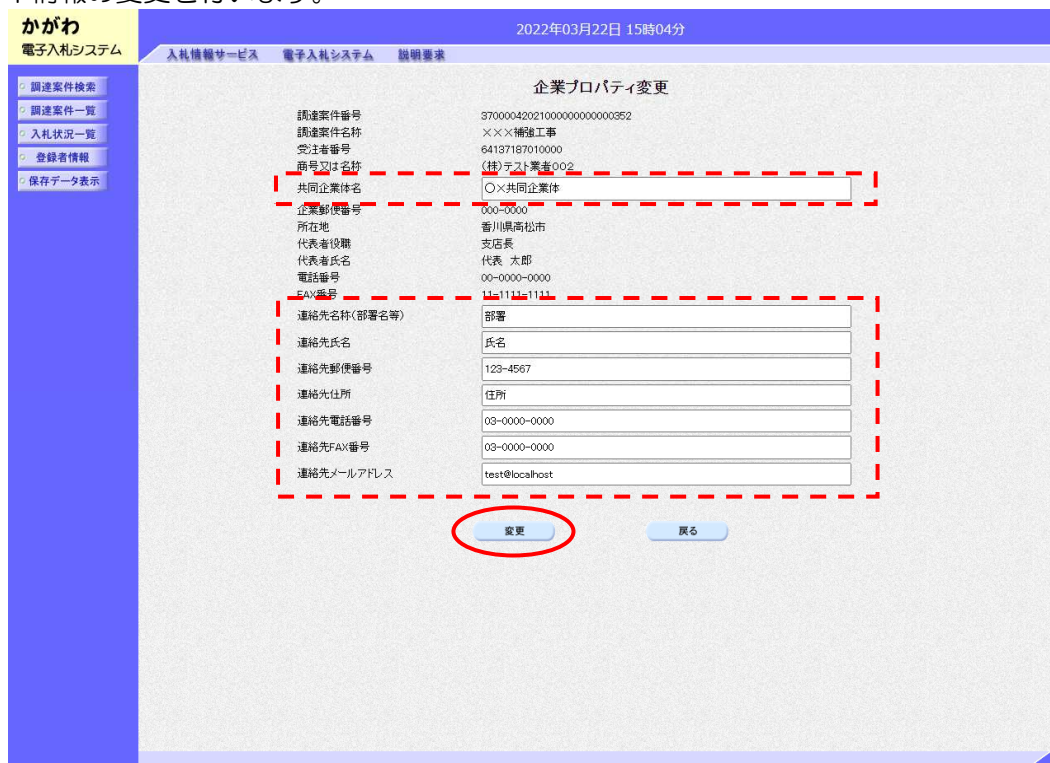 情報の変更を行います。
かがわ
電子入札システム
2022年03月22日 15時04分
入札情報サービス 電子入札システム 説明要求
調達案件検索
調達案件一覧
入札状況一覧
登録者情報
保存データ表示
企業プロパティ変更
調達案件番号 3700004202100000000000352
調達案件名称 ×××補強工事
受注者番号 64137187010000
商号又は名称 (株)テスト業者002
共同企業体名 〇×共同企業体
企業郵便番号 000-0000
所在地 香川県高松市
代表者役職 支店長
代表者氏名 代表 太郎
電話番号 00-0000-0000
FAX番号 11-1111-1111
連絡先名称(部署名等) 部署
連絡先氏名 氏名
連絡先郵便番号 123-4567
連絡先住所 住所
連絡先電話番号 03-0000-0000
連絡先FAX番号 03-0000-0000
連絡先メールアドレス test@localhost
変更 戻る